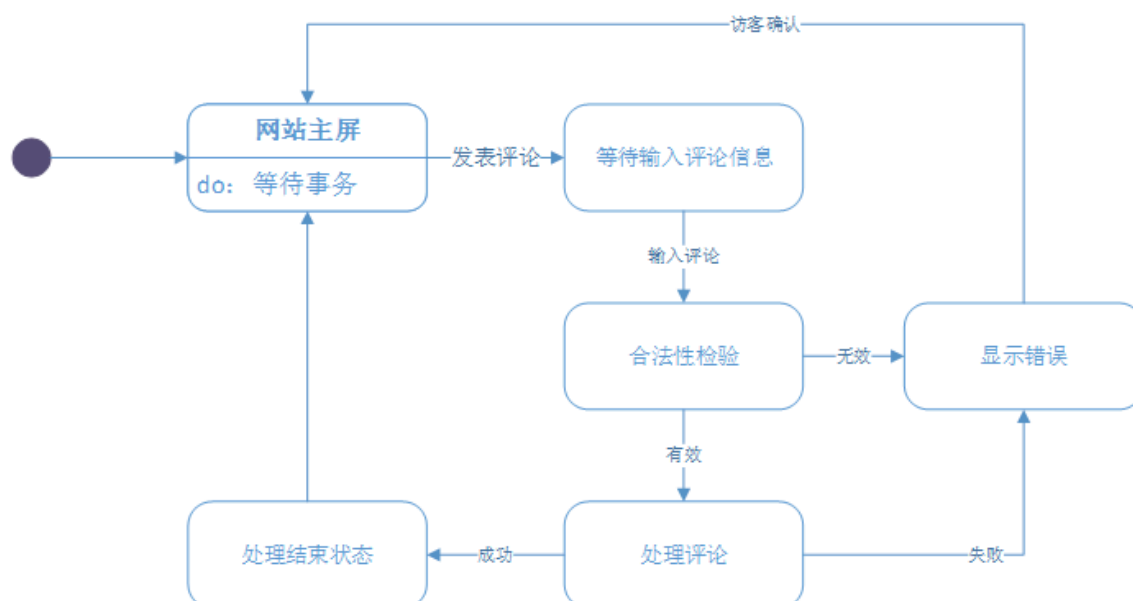 访客确认
网站主屏
do：等待事务
发表评论
等待输入评论信息
输入评论
合法性检验
无效
显示错误
有效
处理结束状态
成功
处理评论
失败